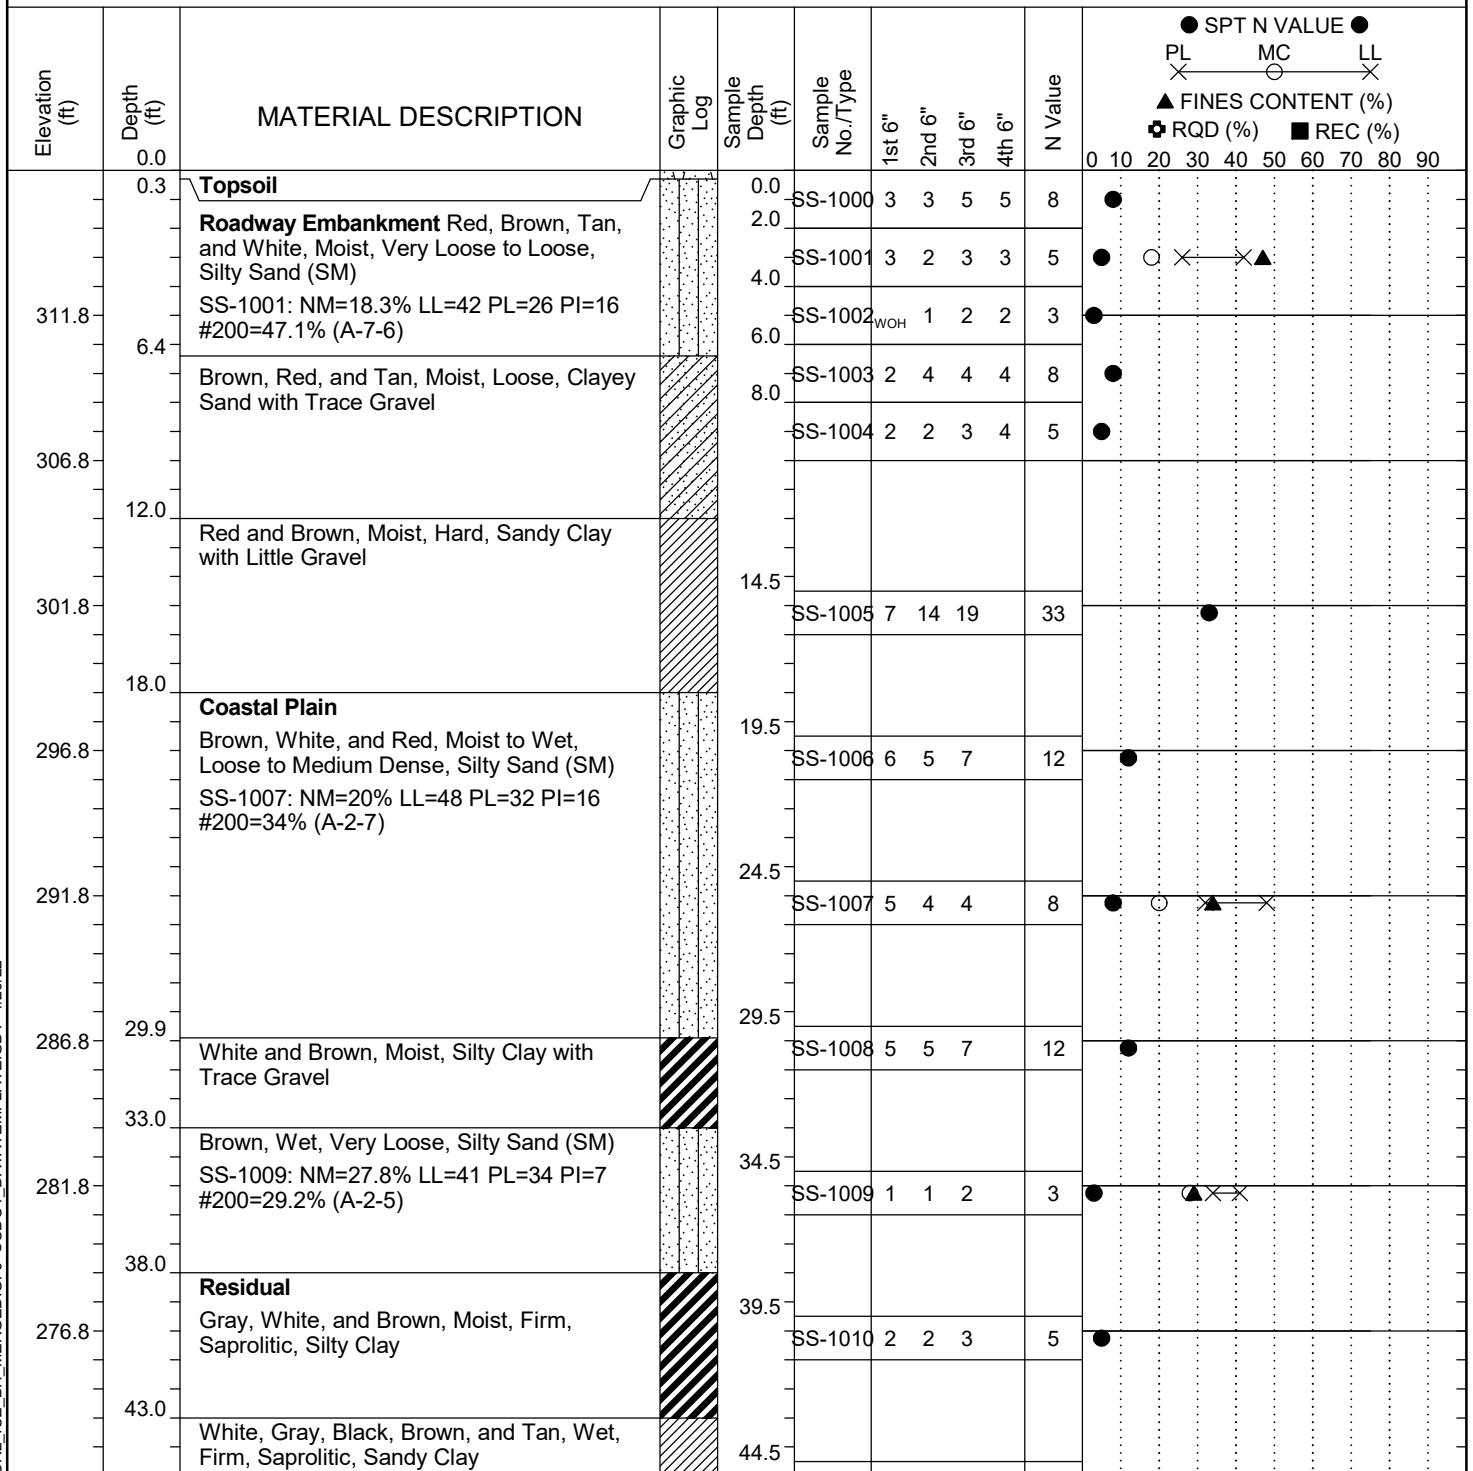 Elevation (ft)
Depth (ft)
MATERIAL DESCRIPTION
Graphic Log
Sample Depth (ft)
Sample No./Type
1st 6"
2nd 6"
3rd 6"
4th 6"
N Value
● SPT N VALUE ●
PL MC LL
▲ FINES CONTENT (%)
RQD (%) ■ REC (%)
0.0
0 10 20 30 40 50 60 70 80 90
0.3 Topsoil
0.0 SS-1000 3 3 5 5 8
2.0
Roadway Embankment Red, Brown, Tan,
and White, Moist, Very Loose to Loose,
Silty Sand (SM)
SS-1001 3 2 3 3 5
4.0
SS-1001: NM=18.3% LL=42 PL=26 PI=16
#200=47.1% (A-7-6)
311.8
SS-1002 WOH 1 2 2 3
6.0
6.4
Brown, Red, and Tan, Moist, Loose, Clayey
Sand with Trace Gravel
SS-1003 2 4 4 4 8
8.0
SS-1004 2 2 3 4 5
306.8
12.0
Red and Brown, Moist, Hard, Sandy Clay
with Little Gravel
14.5
301.8
SS-1005 7 14 19 33
18.0
Coastal Plain
Brown, White, and Red, Moist to Wet,
Loose to Medium Dense, Silty Sand (SM)
19.5
296.8
SS-1006 6 5 7 12
SS-1007: NM=20% LL=48 PL=32 PI=16
#200=34% (A-2-7)
24.5
291.8
SS-1007 5 4 4 8
29.5
29.9
286.8
White and Brown, Moist, Silty Clay with
Trace Gravel
SS-1008 5 5 7 12
33.0
Brown, Wet, Very Loose, Silty Sand (SM)
34.5
SS-1009: NM=27.8% LL=41 PL=34 PI=7
#200=29.2% (A-2-5)
281.8
SS-1009 1 1 2 3
38.0
Residual
Gray, White, and Brown, Moist, Firm,
Saprolitic, Silty Clay
39.5
276.8
SS-1010 2 2 3 5
43.0
White, Gray, Black, Brown, and Tan, Wet,
Firm, Saprolitic, Sandy Clay
44.5